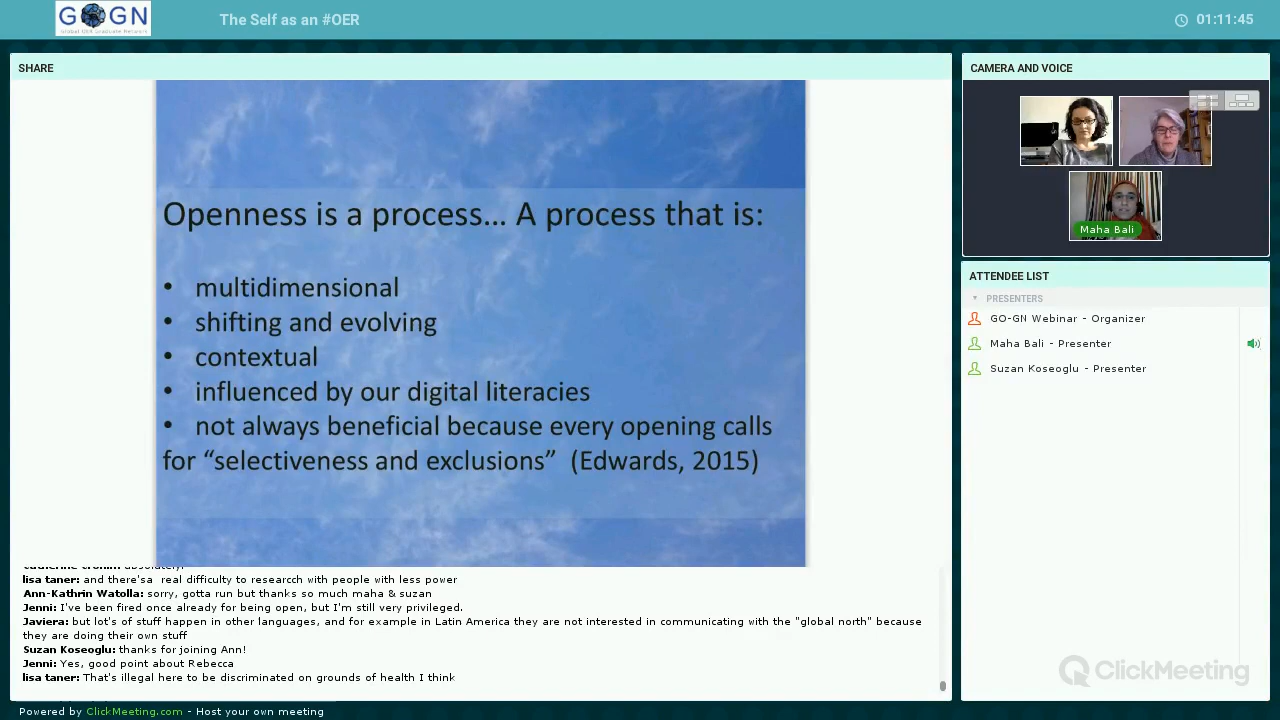 GOGN
Global OER Graduate Network
The Self as an #OER
01:11:45
SHARE
Openness is a process... A process that is:
• multidimensional
• shifting and evolving
• contextual
• influenced by our digital literacies
• not always beneficial because every opening calls
for “selectiveness and exclusions” (Edwards, 2015)
lisa taner: and there'sa real difficulty to researcch with people with less power
Ann-Kathrin Watolla: sorry, gotta run but thanks so much maha & suzan
Jenni: I've been fired once already for being open, but I'm still very privileged.
Javiera: but lot's of stuff happen in other languages, and for example in Latin America they are not interested in communicating with the "global north" because
they are doing their own stuff
Suzan Koseoglu: thanks for joining Ann!
Jenni: Yes, good point about Rebecca
lisa taner: That's illegal here to be discriminated on grounds of health I think
CAMERA AND VOICE
Maha Bali
ATTENDEE LIST
PRESENTERS
GO-GN Webinar - Organizer
Maha Bali - Presenter
Suzan Koseoglu - Presenter
ClickMeeting
Powered by ClickMeeting.com - Host your own meeting